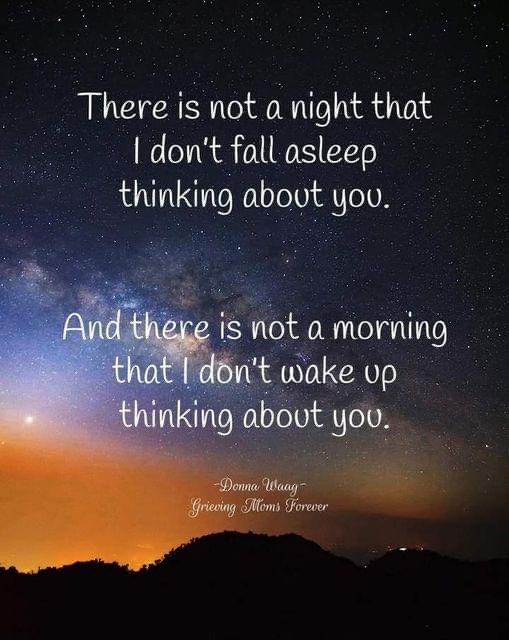 There is not a night that
I don't fall asleep
thinking about you.
And there is not a morning
that I don't wake up
thinking about you.
-Donna Waag-
Grieving Moms Forever